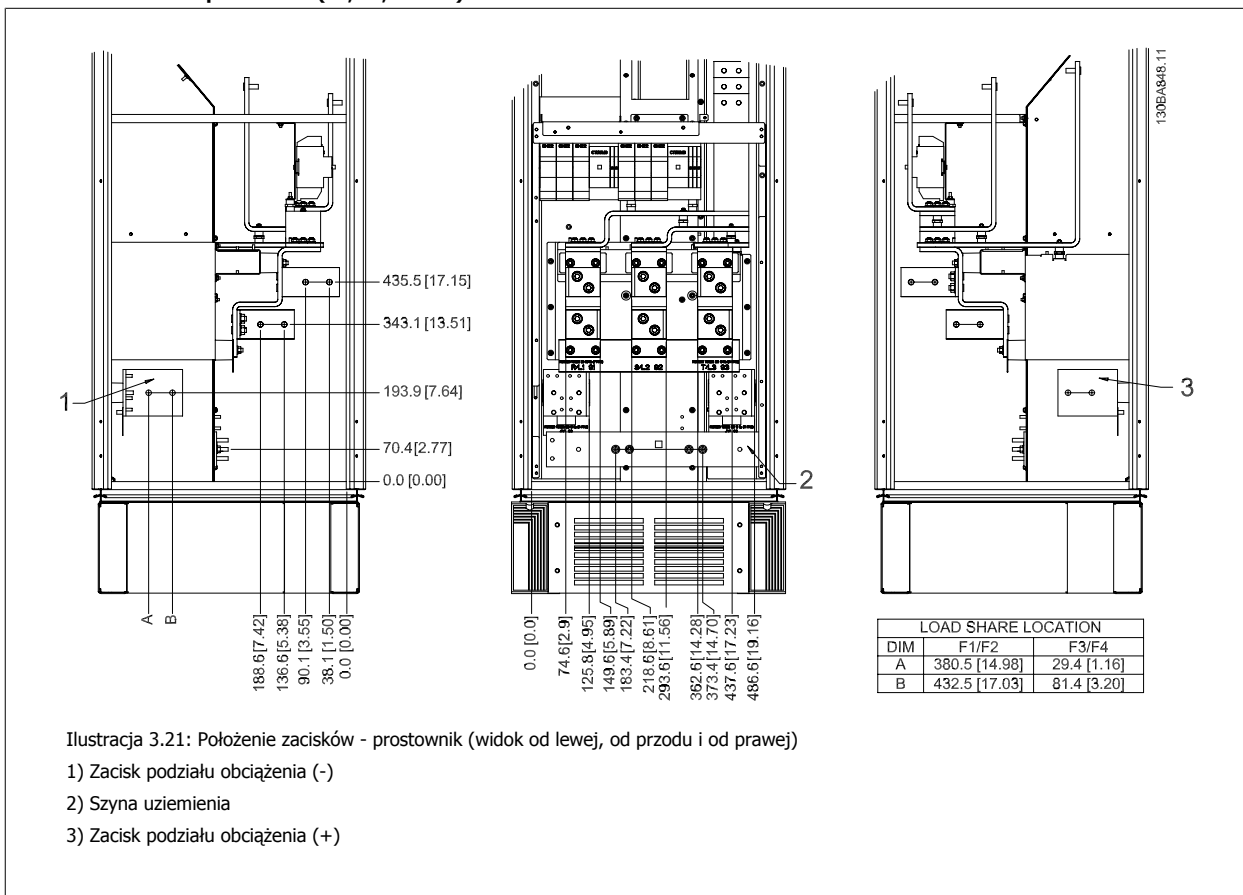 130BA848.11
435.5 [17.15]
343.1 [13.51]
193.9 [7.64]
70.4[2.77]
0.0 [0.00]
1
2
3
A
B
188.6 [7.42]
136.6 [5.38]
90.1 [3.55]
38.1 [1.50]
0.0 [0.00]
R/L1 91
S/L2 92
T/L3 93
0.0 [0.0]
74.6 [2.9]
125.8 [4.95]
149.6 [5.89]
183.4 [7.22]
218.6 [8.61]
293.6 [11.56]
362.6 [14.28]
373.4 [14.70]
437.6 [17.23]
486.6 [19.16]
LOAD SHARE LOCATION
DIM F1/F2 F3/F4
A 380.5 [14.98] 29.4 [1.16]
B 432.5 [17.03] 81.4 [3.20]
Ilustracja 3.21: Położenie zacisków - prostownik (widok od lewej, od przodu i od prawej)
1) Zacisk podziału obciążenia (-)
2) Szyna uziemienia
3) Zacisk podziału obciążenia (+)